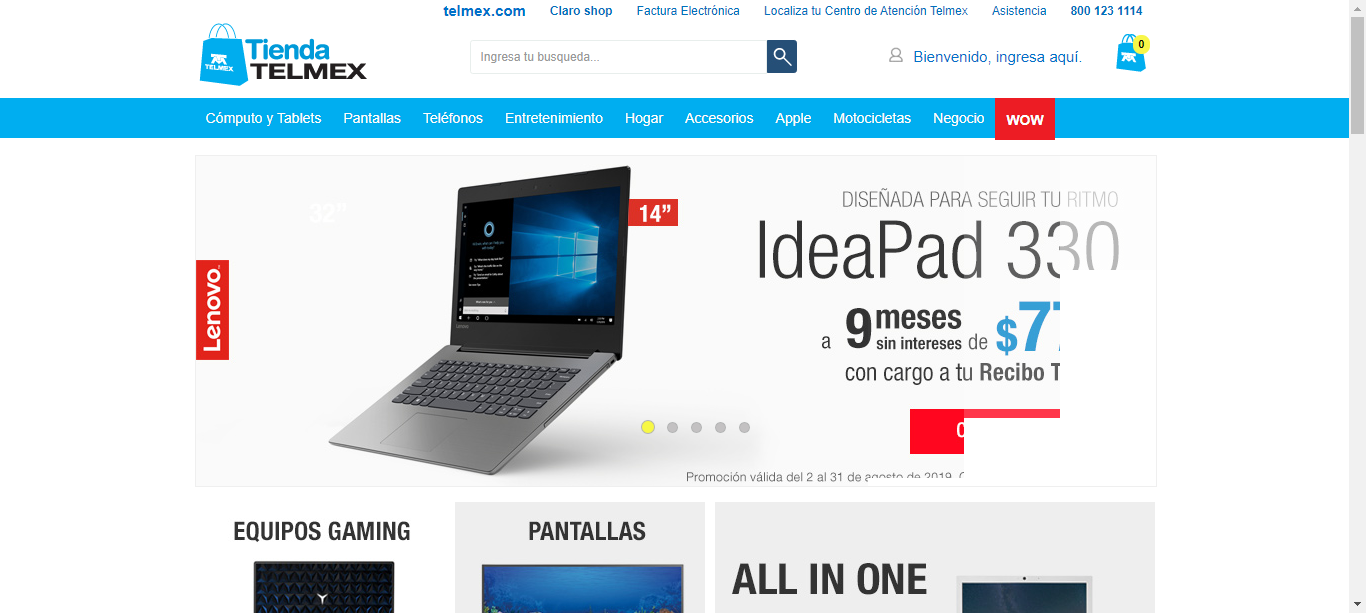 telmex.com Claro shop Factura Electrónica Localiza tu Centro de Atención Telmex Asistencia 800 123 1114
Tienda
TELMEX
TELMEX
Ingresa tu busqueda...
Bienvenido, ingresa aquí.
0
Cómputo y Tablets Pantallas Teléfonos Entretenimiento Hogar Accesorios Apple Motocicletas Negocio WOW
32”
14”
Lenovo
DISEÑADA PARA SEGUIR TU RITMO
IdeaPad 330
a 9 meses
sin intereses de $77
con cargo a tu Recibo T
Promoción válida del 2 al 31 de agosto de 2019.
EQUIPOS GAMING
PANTALLAS
ALL IN ONE